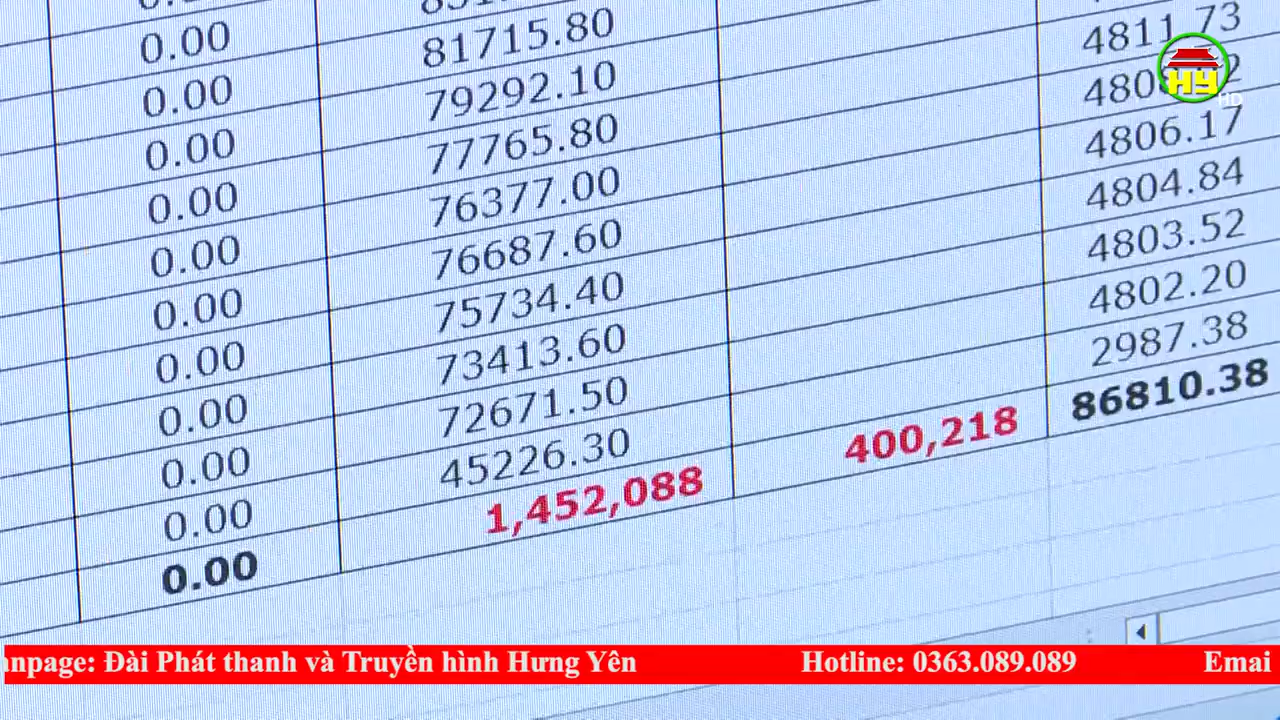 0.00 81715.80 4811.73
0.00 79292.10
0.00 77765.80 4806.17
0.00 76377.00 4804.84
0.00 76687.60 4803.52
0.00 75734.40 4802.20
0.00 73413.60 2987.38
0.00 72671.50 400,218 86810.38
0.00 45226.30
0.00 1,452,088
0.00
HY
HD
anpage: Đài Phát thanh và Truyền hình Hưng Yên Hotline: 0363.089.089 Emai